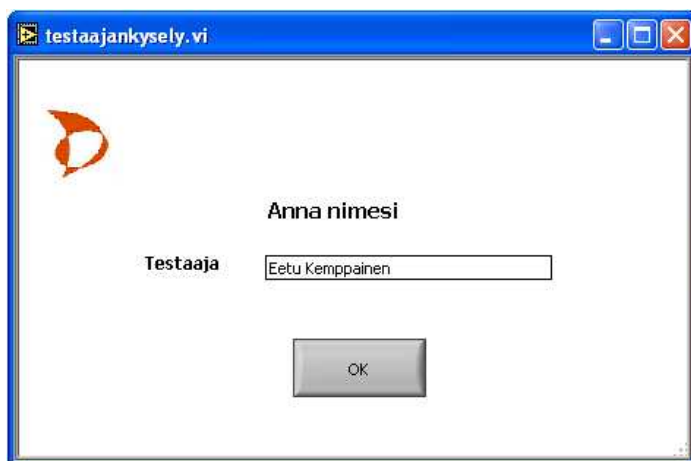 testaajankysely.vi
Anna nimesi
Testaaja Eetu Kemppainen
OK